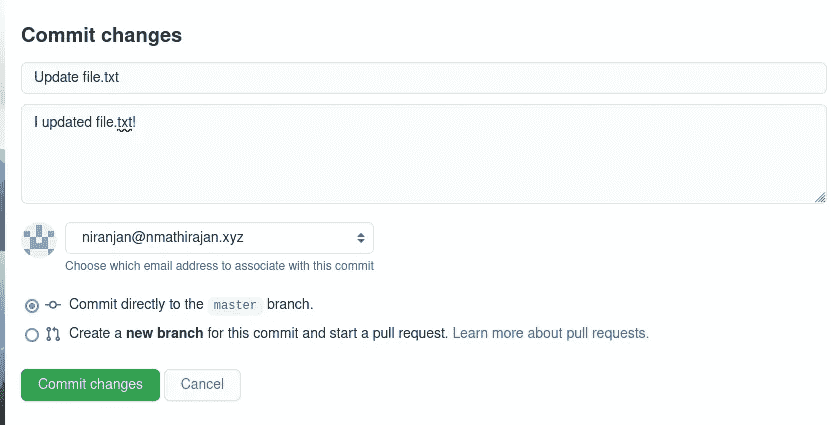 Commit changes
Update file.txt
I updated file.txt!
niranjan@nmathirajan.xyz
Choose which email address to associate with this commit
Commit directly to the master branch.
Create a new branch for this commit and start a pull request. Learn more about pull requests.
Commit changes Cancel